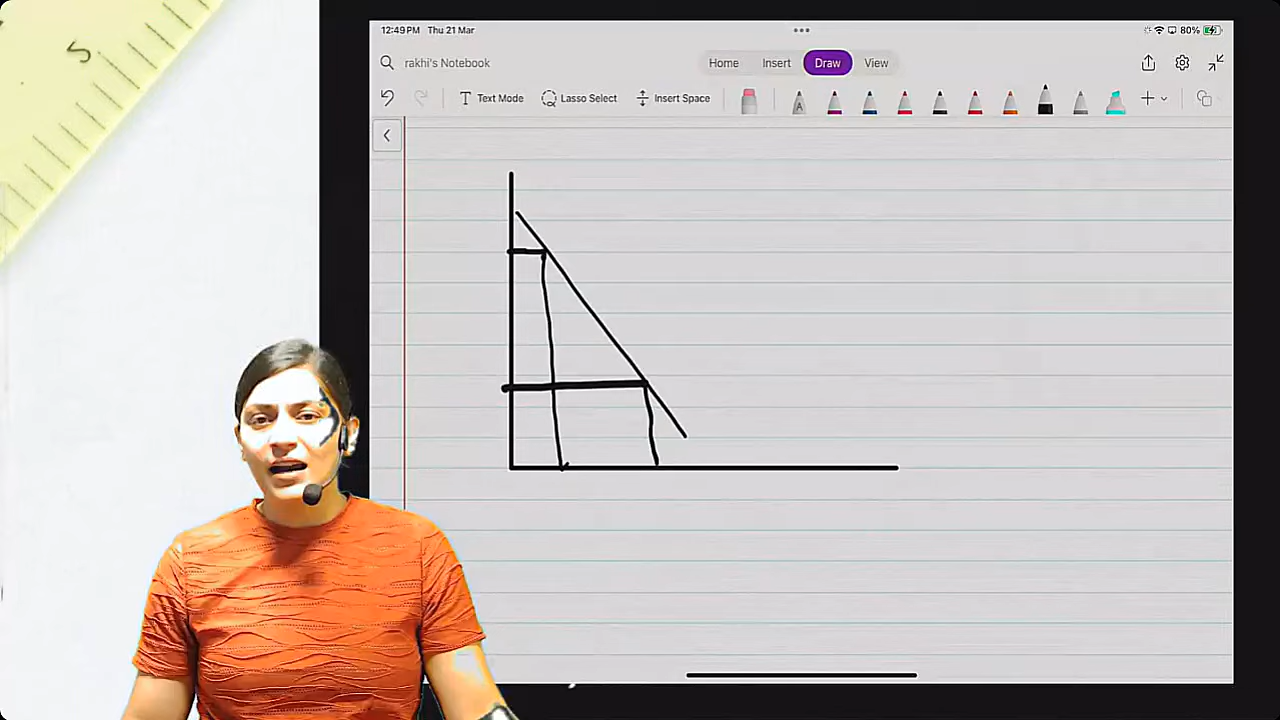 5
12:49 PM Thu 21 Mar
80%
rakhi's Notebook
Home Insert Draw View
Text Mode Lasso Select Insert Space
A